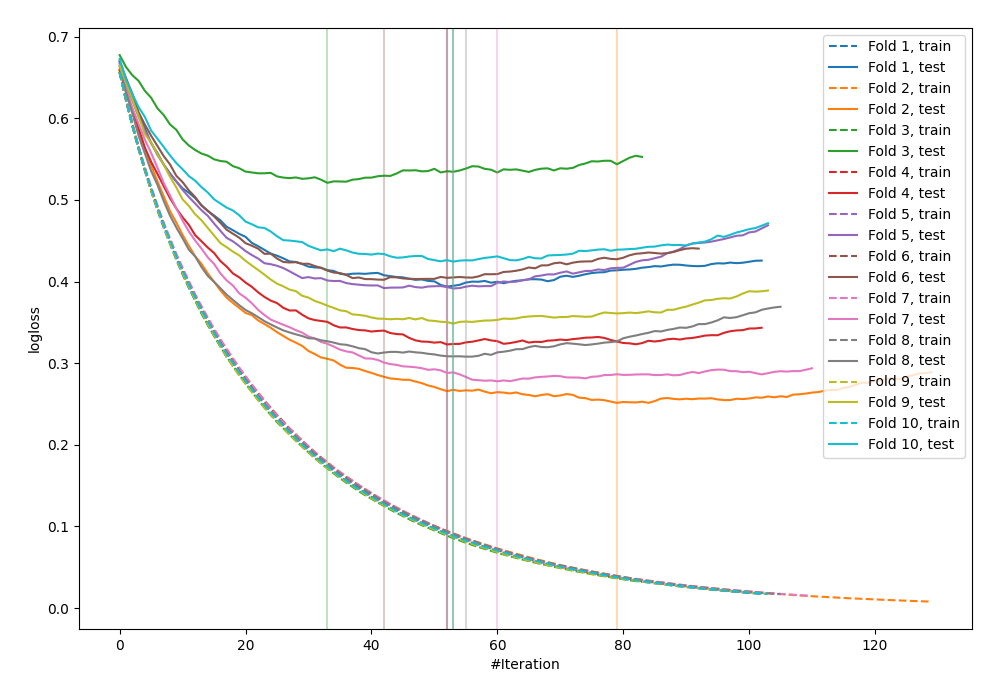 0.7
0.6
0.5
0.4
0.3
0.2
0.1
0.0
logloss
0
20
40
60
80
100
120
#Iteration
Fold 1, train
Fold 1, test
Fold 2, train
Fold 2, test
Fold 3, train
Fold 3, test
Fold 4, train
Fold 4, test
Fold 5, train
Fold 5, test
Fold 6, train
Fold 6, test
Fold 7, train
Fold 7, test
Fold 8, train
Fold 8, test
Fold 9, train
Fold 9, test
Fold 10, train
Fold 10, test